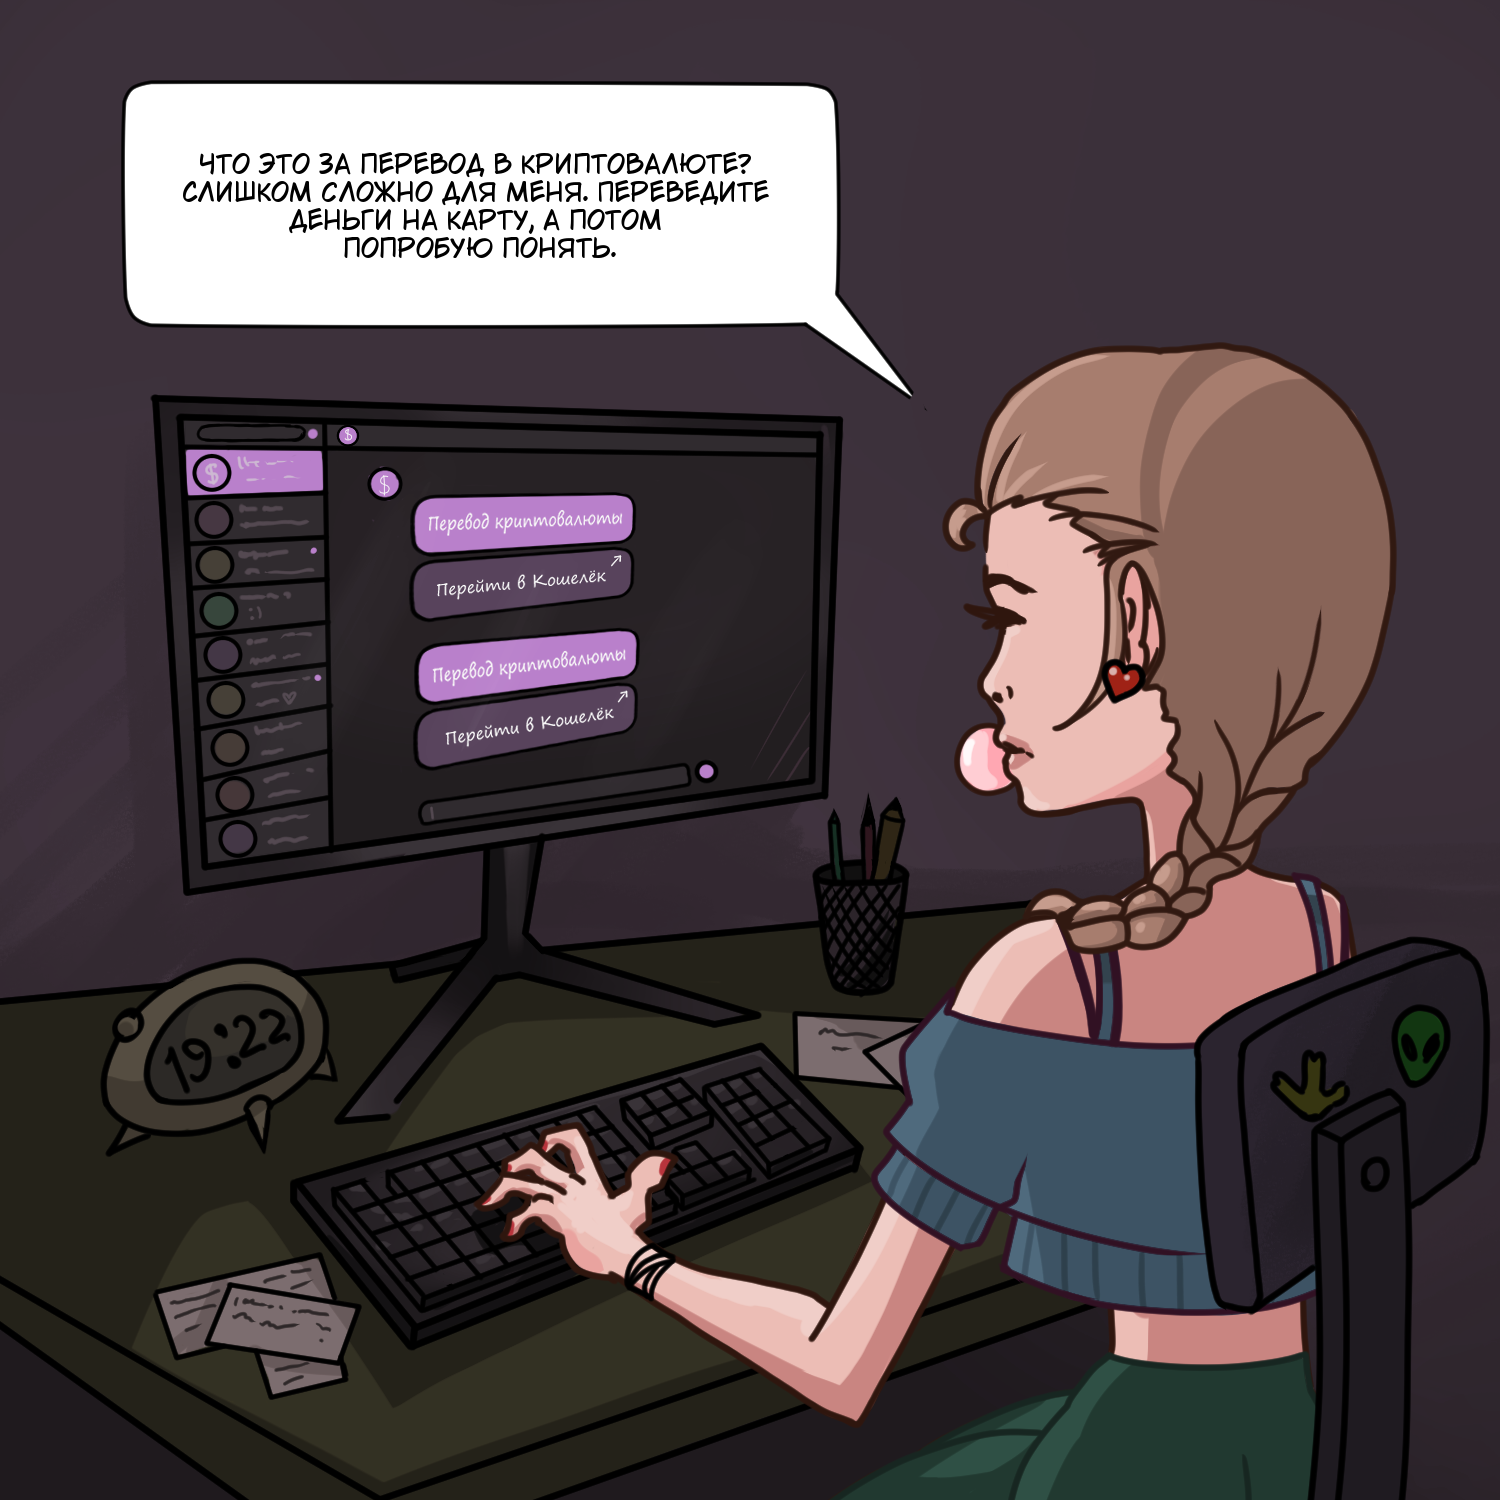 ЧТО ЭТО ЗА ПЕРЕВОД В КРИПТОВАЛЮТЕ?
СЛИШКОМ СЛОЖНО ДЛЯ МЕНЯ. ПЕРЕВЕДИТЕ
ДЕНЬГИ НА КАРТУ, А ПОТОМ
ПОПРОБУЮ ПОНЯТЬ.
$
$
$
Перевод криптовалюты
Перейти в Кошелёк
Перевод криптовалюты
Перейти в Кошелёк
:)
19:22